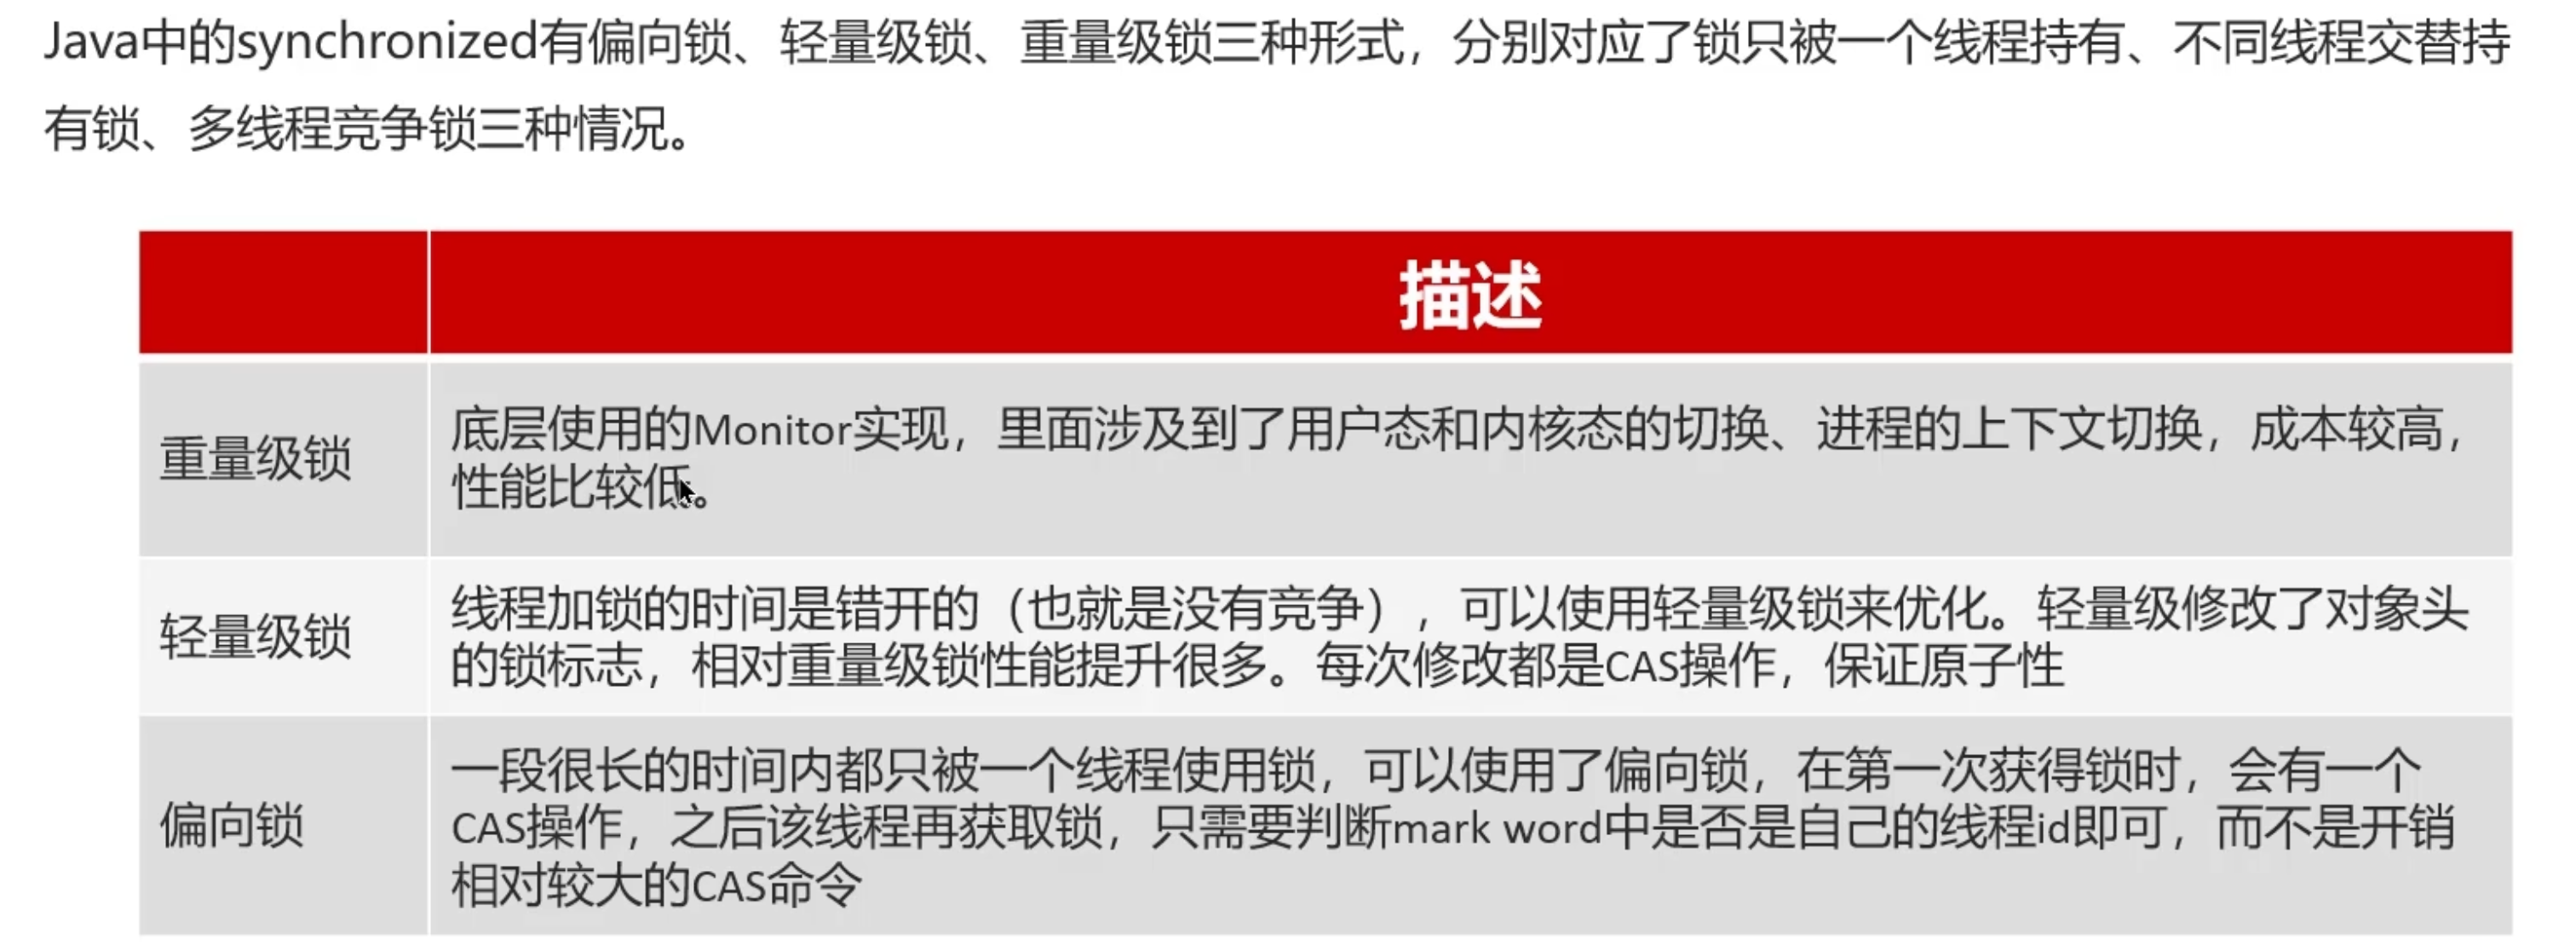 Java中的synchronized有偏向锁、轻量级锁、重量级锁三种形式，分别对应了锁只被一个线程持有、不同线程交替持
有锁、多线程竞争锁三种情况。
描述
重量级锁
底层使用的Monitor实现，里面涉及到了用户态和内核态的切换、进程的上下文切换，成本较高，
性能比较低。
轻量级锁
线程加锁的时间是错开的（也就是没有竞争），可以使用轻量级锁来优化。轻量级修改了对象头
的锁标志，相对重量级锁性能提升很多。每次修改都是CAS操作，保证原子性
偏向锁
一段很长的时间内都只被一个线程使用锁，可以使用了偏向锁，在第一次获得锁时，会有一个
CAS操作，之后该线程再获取锁，只需要判断mark word中是否是自己的线程id即可，而不是开销
相对较大的CAS命令